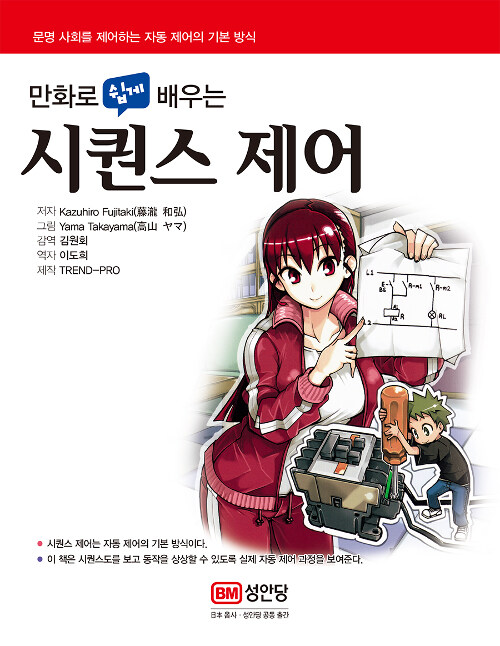 문명 사회를 제어하는 자동 제어의 기본 방식
만화로 쉽게 배우는
시퀀스 제어
저자 Kazuhiro Fujitaki(藤瀧 和弘)
그림 Yama Takayama(高山 ヤマ)
감역 김원회
역자 이도희
제작 TREND-PRO
L1
R-m1
R-m2
R
RL
L2
• 시퀀스 제어는 자동 제어의 기본 방식이다.
• 이 책은 시퀀스도를 보고 동작을 상상할 수 있도록 실제 자동 제어 과정을 보여준다.
BM 성안당
日本 옴사 · 성안당 공동 출간